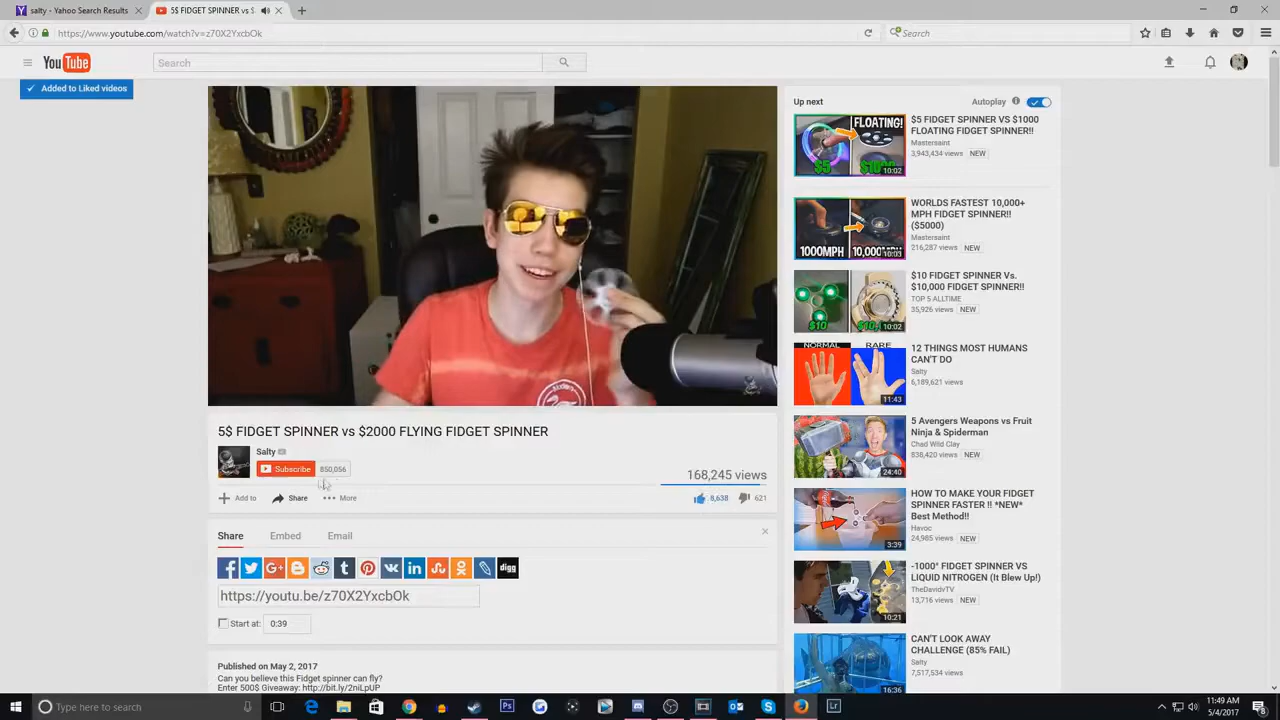 salty - Yahoo Search Results
5$ FIDGET SPINNER vs $
https://www.youtube.com/watch?v=z70X2YxcbOk
Search
YouTube
Search
Added to Liked videos
Up next
Autoplay
FLOATING!
$5
10:02
$5 FIDGET SPINNER VS $1000
FLOATING FIDGET SPINNER!!
Mastersaint
3,943,434 views
NEW
1000MPH
10:03
WORLDS FASTEST 10,000+
MPH FIDGET SPINNER!!
($5000)
Mastersaint
216,287 views
NEW
$10
10:02
$10 FIDGET SPINNER Vs.
$10,000 FIDGET SPINNER!!
TOP 5 ALLTIME
35,926 views
NEW
NORMAL
RARE
11:43
12 THINGS MOST HUMANS
CAN'T DO
Salty
6,189,621 views
24:40
5 Avengers Weapons vs Fruit
Ninja & Spiderman
Chad Wild Clay
838,420 views
NEW
3:39
HOW TO MAKE YOUR FIDGET
SPINNER FASTER !! *NEW*
Best Method!!
Havoc
24,985 views
NEW
10:21
-1000° FIDGET SPINNER VS
LIQUID NITROGEN (It Blew Up!)
TheDavidvTV
13,716 views
NEW
16:36
CAN'T LOOK AWAY
CHALLENGE (85% FAIL)
Salty
7,517,534 views
5$ FIDGET SPINNER vs $2000 FLYING FIDGET SPINNER
Salty
Subscribe
850,056
168,245 views
Add to
Share
More
8,638
621
Share
Embed
Email
digg
https://youtu.be/z70X2YxcbOk
Start at:
0:39
Published on May 2, 2017
Can you believe this Fidget spinner can fly?
Enter 500$ Giveaway: http://bit.ly/2niLpUP
Type here to search
11:49 AM
5/4/2017